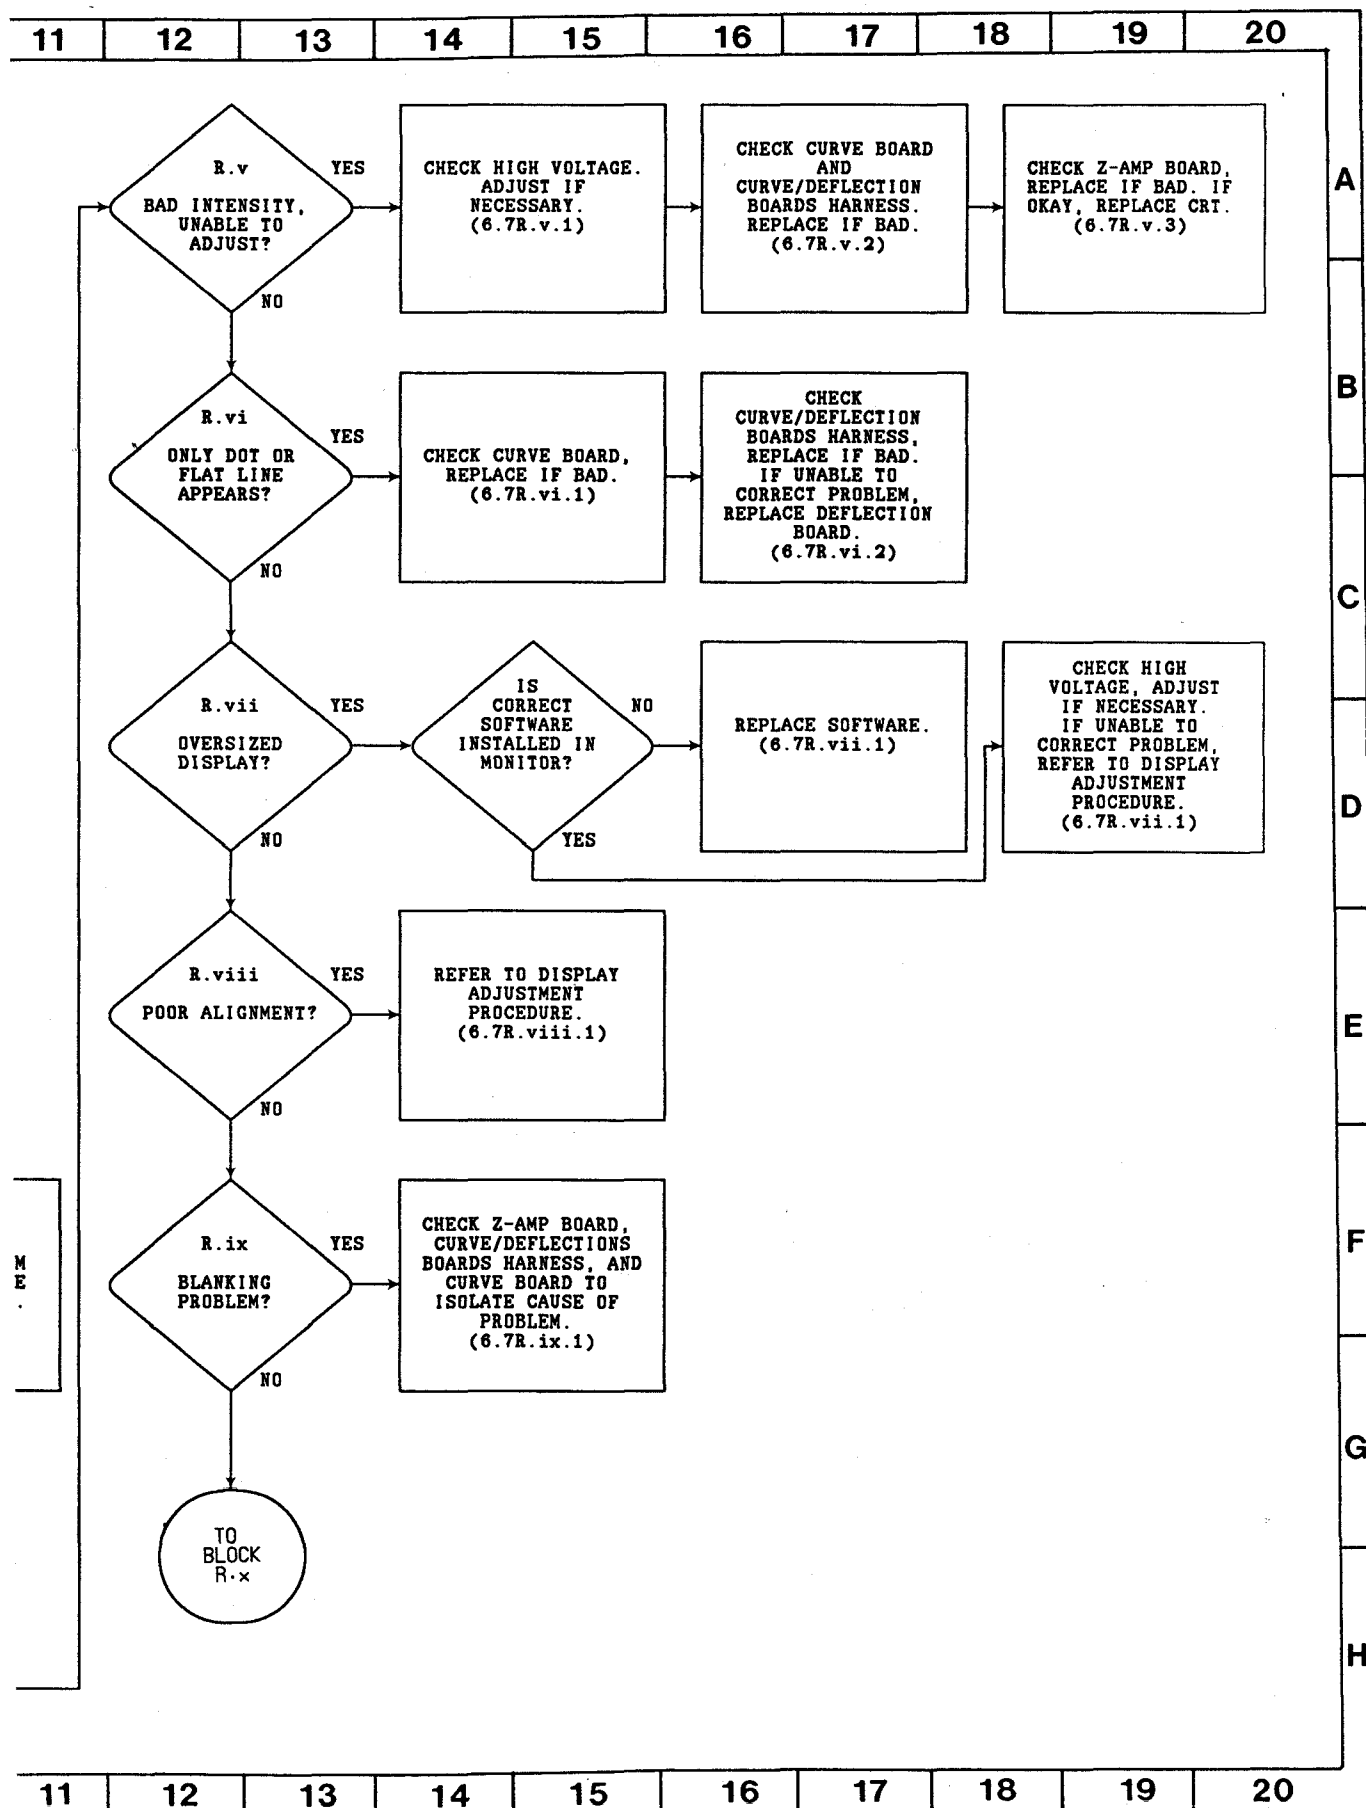 11 12 13 14 15 16 17 18 19 20
R.v
BAD INTENSITY,
UNABLE TO
ADJUST?
YES
NO
CHECK HIGH VOLTAGE.
ADJUST IF
NECESSARY.
(6.7R.v.1)
CHECK CURVE BOARD
AND
CURVE/DEFLECTION
BOARDS HARNESS.
REPLACE IF BAD.
(6.7R.v.2)
CHECK Z-AMP BOARD,
REPLACE IF BAD. IF
OKAY, REPLACE CRT.
(6.7R.v.3)
A
R.vi
ONLY DOT OR
FLAT LINE
APPEARS?
YES
NO
CHECK CURVE BOARD,
REPLACE IF BAD.
(6.7R.vi.1)
CHECK
CURVE/DEFLECTION
BOARDS HARNESS,
REPLACE IF BAD.
IF UNABLE TO
CORRECT PROBLEM,
REPLACE DEFLECTION
BOARD.
(6.7R.vi.2)
B
C
R.vii
OVERSIZED
DISPLAY?
YES
NO
IS
CORRECT
SOFTWARE
INSTALLED IN
MONITOR?
NO
YES
REPLACE SOFTWARE.
(6.7R.vii.1)
CHECK HIGH
VOLTAGE, ADJUST
IF NECESSARY.
IF UNABLE TO
CORRECT PROBLEM,
REFER TO DISPLAY
ADJUSTMENT
PROCEDURE.
(6.7R.vii.1)
D
R.viii
POOR ALIGNMENT?
YES
NO
REFER TO DISPLAY
ADJUSTMENT
PROCEDURE.
(6.7R.viii.1)
E
M
E
.
R.ix
BLANKING
PROBLEM?
YES
NO
CHECK Z-AMP BOARD,
CURVE/DEFLECTIONS
BOARDS HARNESS, AND
CURVE BOARD TO
ISOLATE CAUSE OF
PROBLEM.
(6.7R.ix.1)
F
G
TO
BLOCK
R.x
H
11 12 13 14 15 16 17 18 19 20